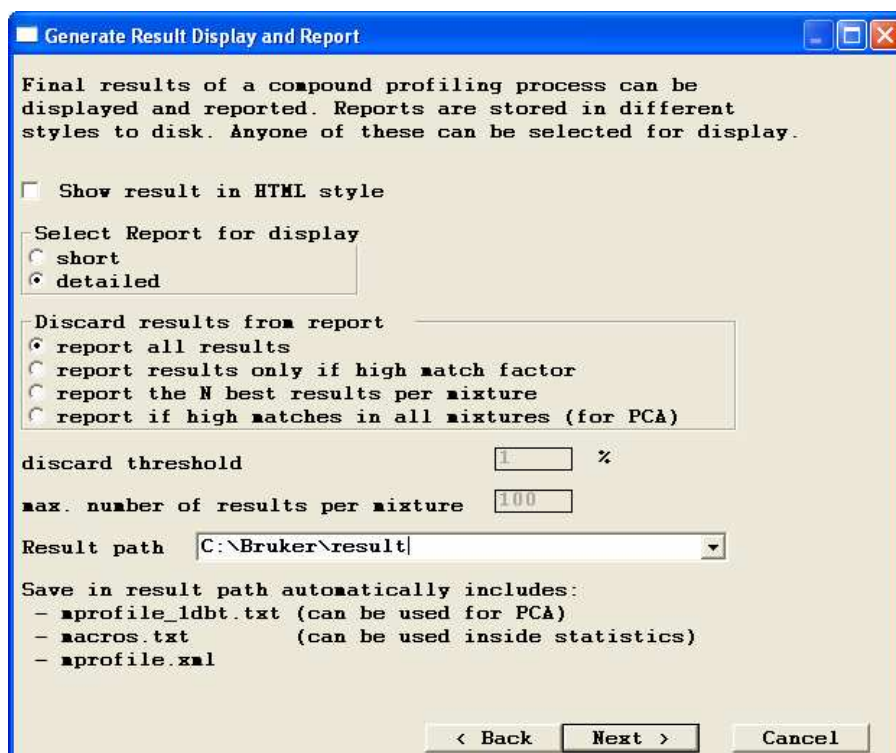 Generate Result Display and Report
Final results of a compound profiling process can be
displayed and reported. Reports are stored in different
styles to disk. Anyone of these can be selected for display.
Show result in HTML style
Select Report for display
short
detailed
Discard results from report
report all results
report results only if high match factor
report the N best results per mixture
report if high matches in all mixtures (for PCA)
discard threshold 1 %
max. number of results per mixture 100
Result path C:\Bruker\result
Save in result path automatically includes:
- mprofile_1dbt.txt (can be used for PCA)
- macros.txt (can be used inside statistics)
- mprofile.xml
< Back Next > Cancel